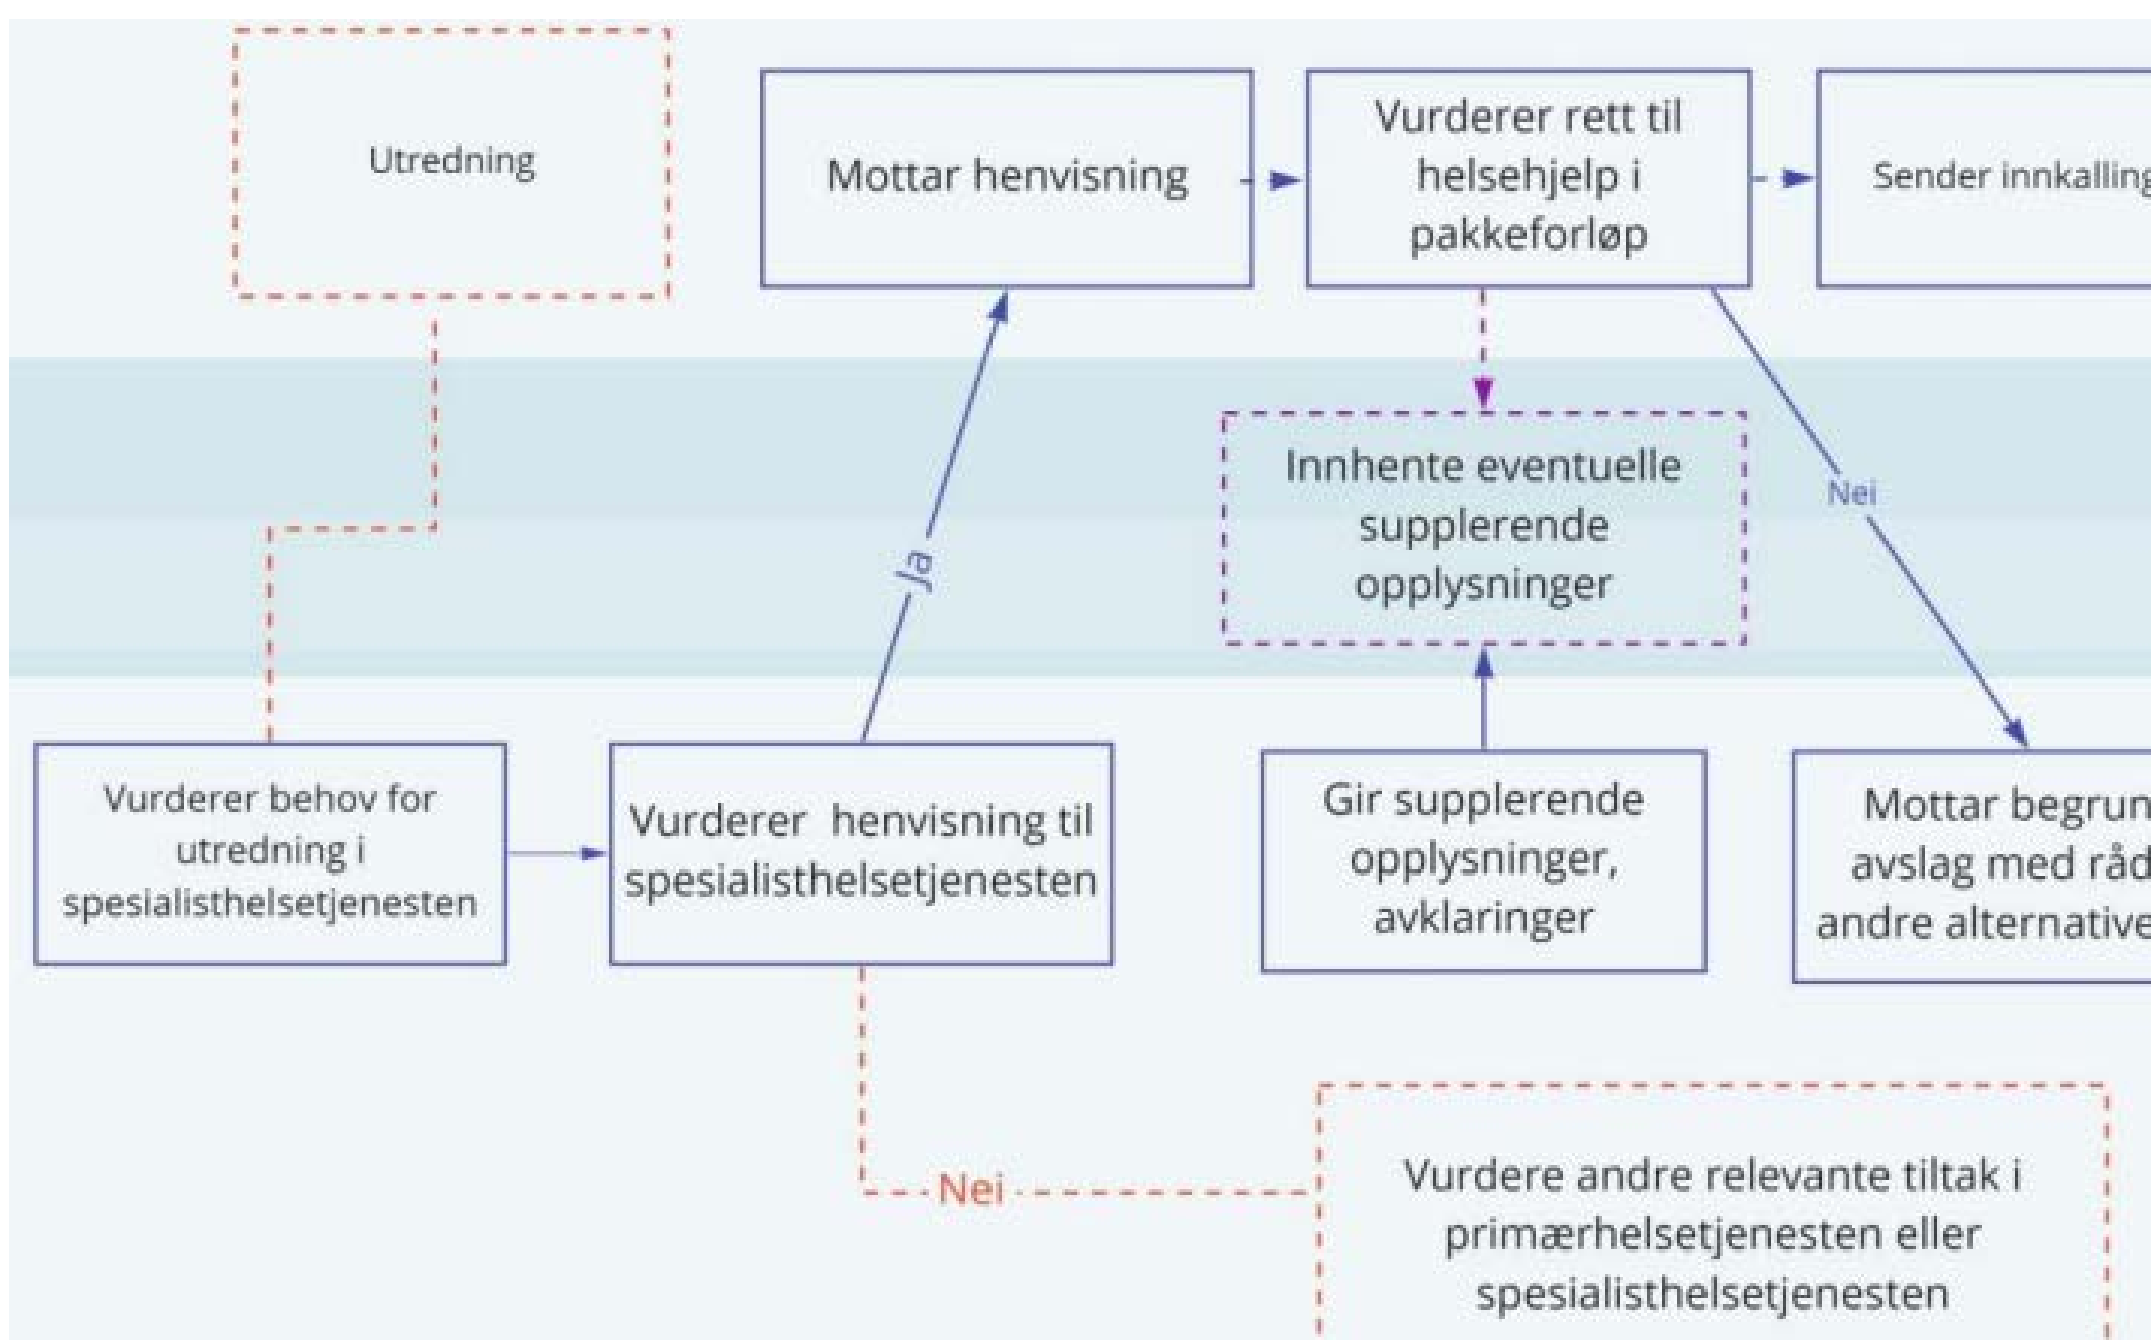 Utredning
Mottar henvisning
Vurderer rett til
helsehjelp i
pakkeforløp
Sender innkalling
Innhente eventuelle
supplerende
opplysninger
Ja
Nei
Vurderer behov for
utredning i
spesialisthelsetjenesten
Vurderer henvisning til
spesialisthelsetjenesten
Gir supplerende
opplysninger,
avklaringer
Mottar begrun
avslag med råd
andre alternative
Nei
Vurdere andre relevante tiltak i
primærhelsetjenesten eller
spesialisthelsetjenesten